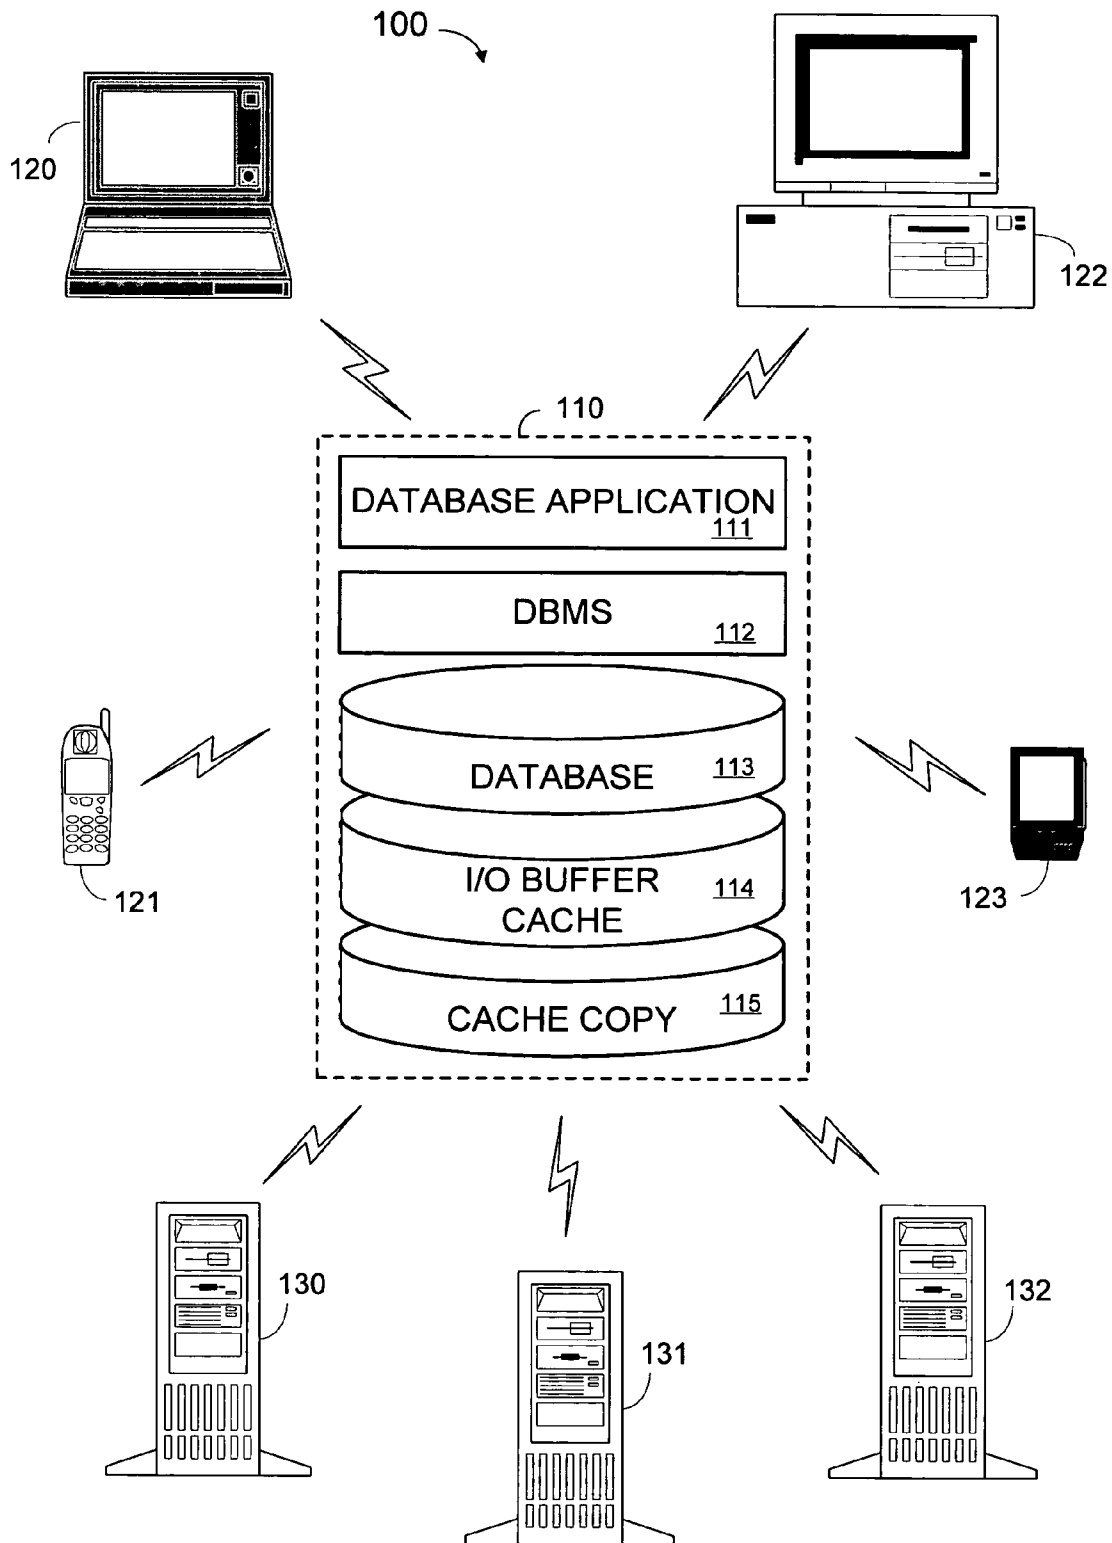 100
120
122
110
DATABASE APPLICATION
111
DBMS
112
DATABASE
113
I/O BUFFER
CACHE
114
CACHE COPY
115
121
123
130
131
132